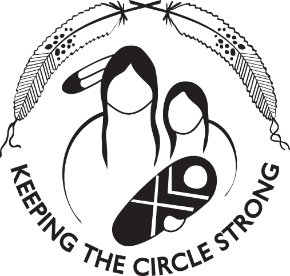 KEEPING THE CIRCLE STRONG